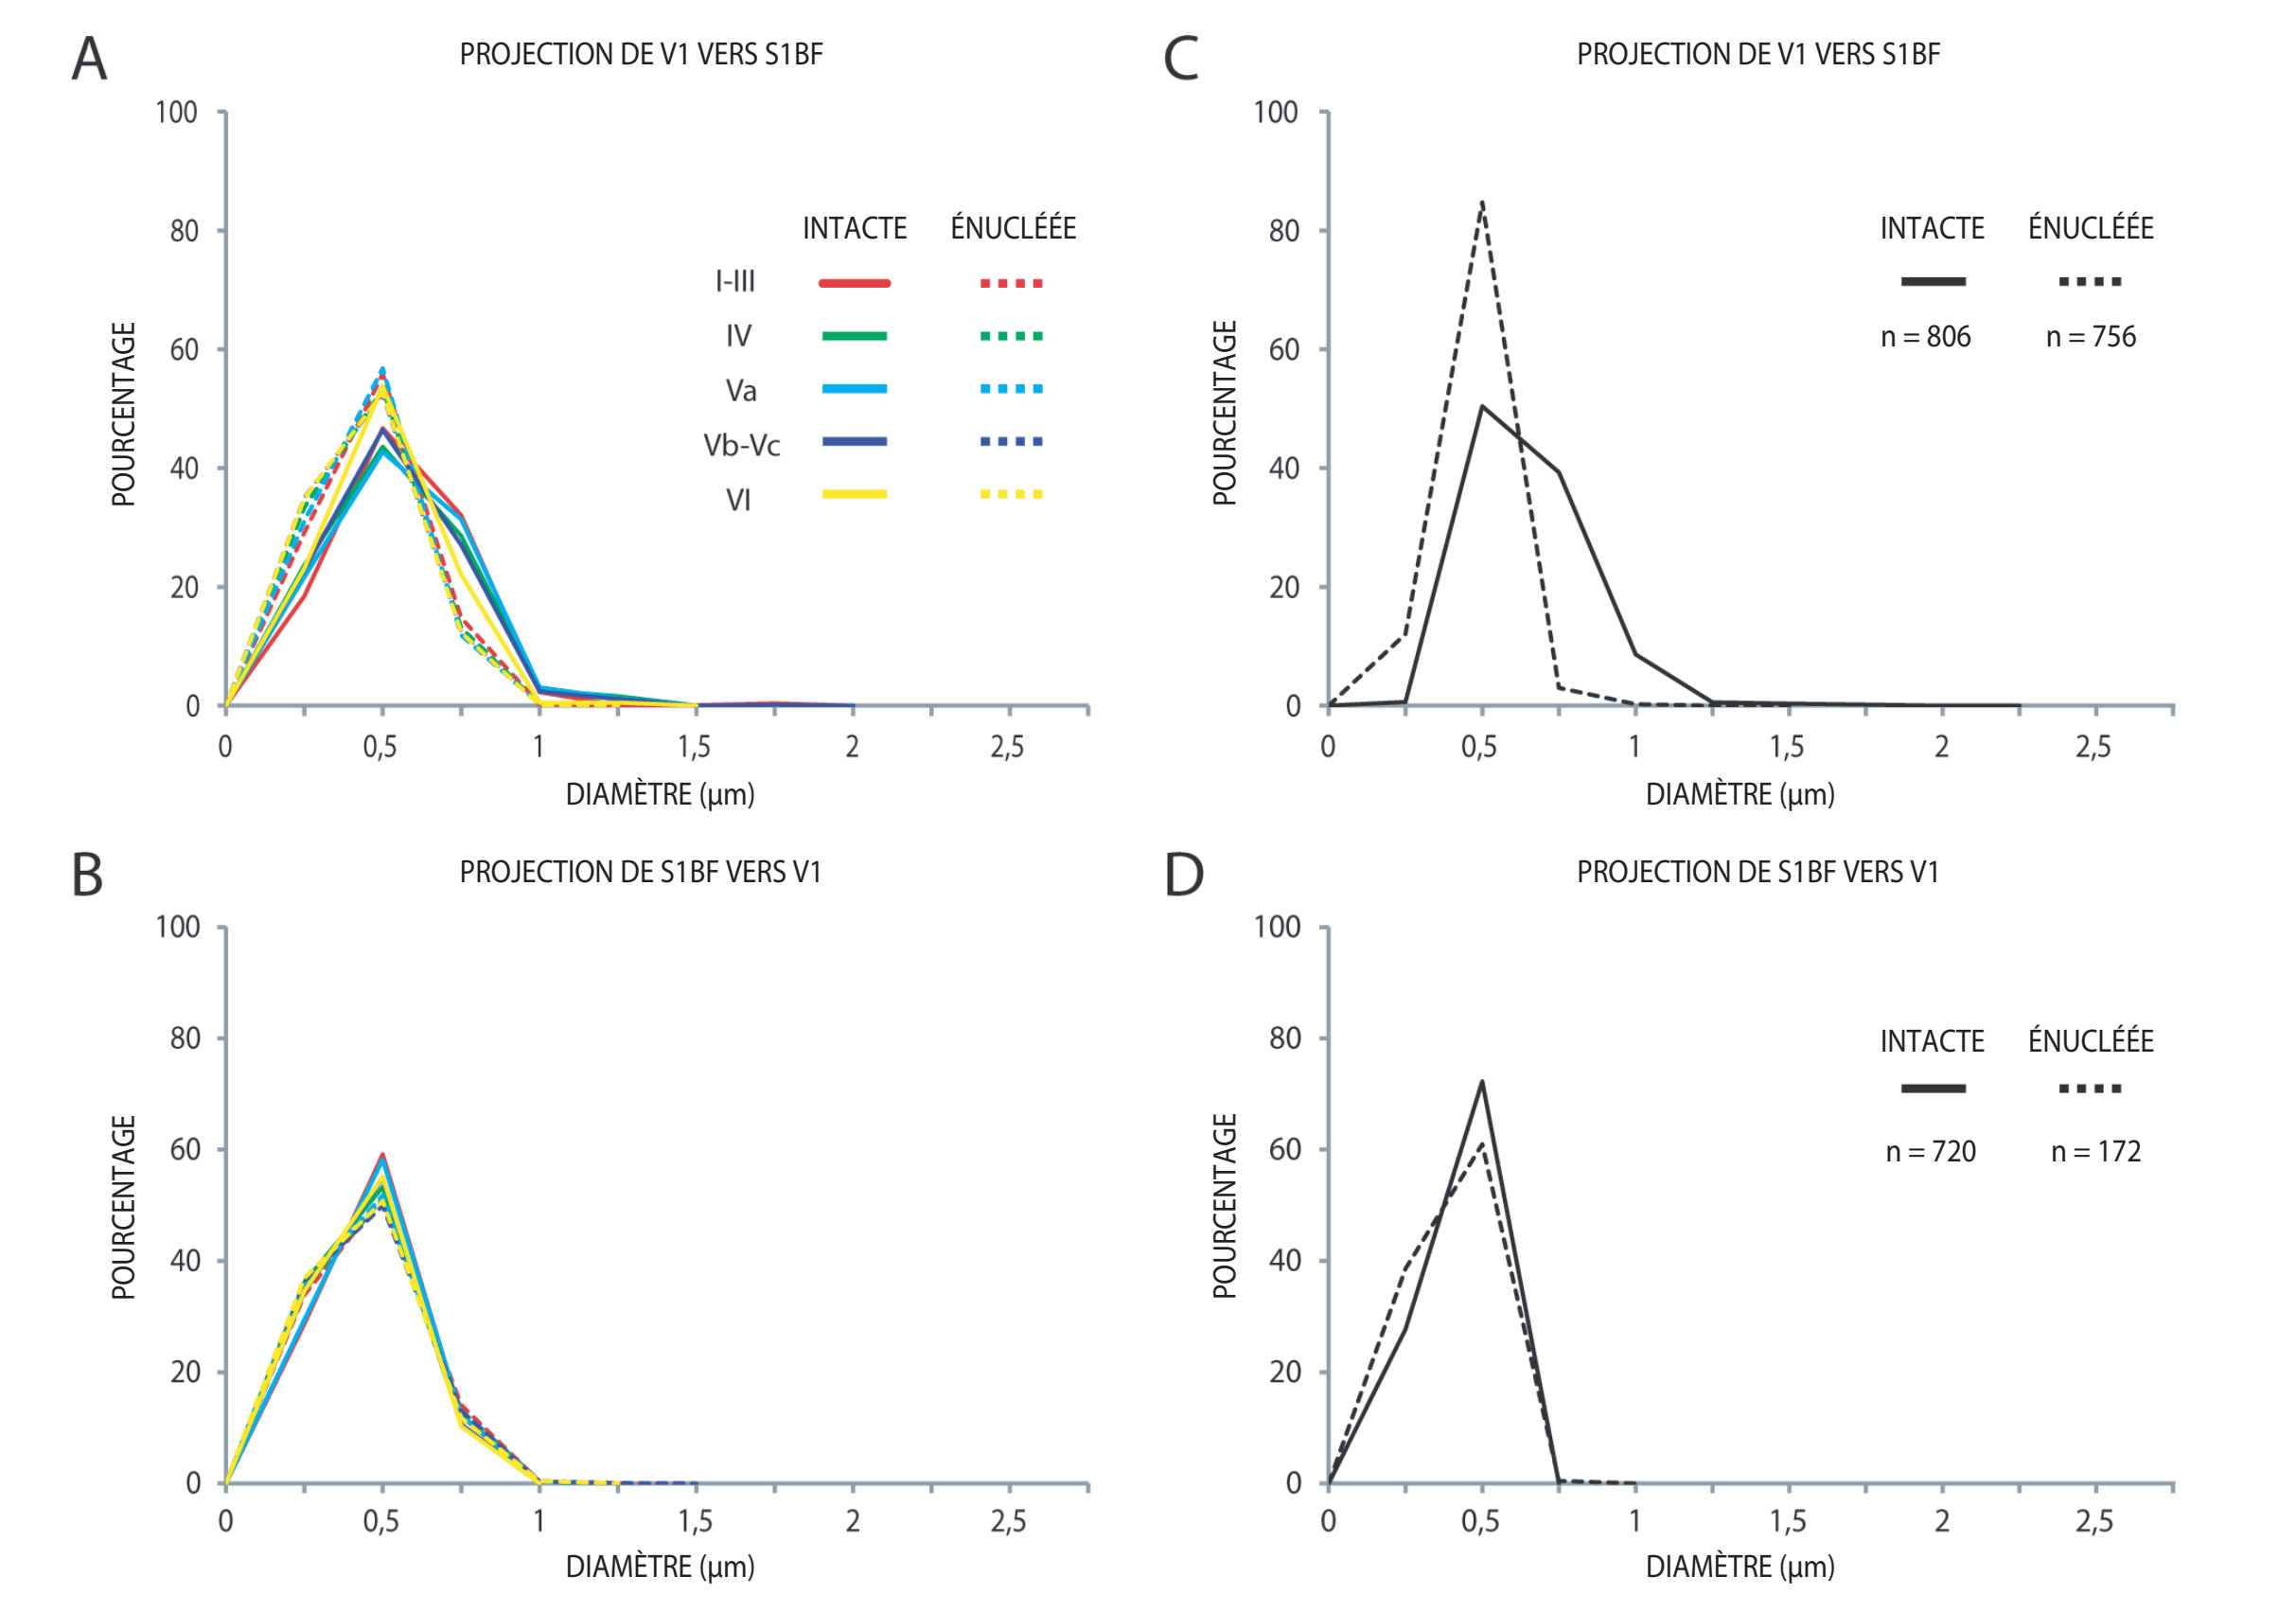 A
PROJECTION DE V1 VERS S1BF
100
80
60
40
20
0
POURCENTAGE
INTACTE ÉNUCLÉÉE
I-III
IV
Va
Vb-Vc
VI
0 0,5 1 1,5 2 2,5
DIAMÈTRE (µm)
B
PROJECTION DE S1BF VERS V1
100
80
60
40
20
0
POURCENTAGE
0 0,5 1 1,5 2 2,5
DIAMÈTRE (µm)
C
PROJECTION DE V1 VERS S1BF
100
80
60
40
20
0
POURCENTAGE
INTACTE ÉNUCLÉÉE
n = 806 n = 756
0 0,5 1 1,5 2 2,5
DIAMÈTRE (µm)
D
PROJECTION DE S1BF VERS V1
100
80
60
40
20
0
POURCENTAGE
INTACTE ÉNUCLÉÉE
n = 720 n = 172
0 0,5 1 1,5 2 2,5
DIAMÈTRE (µm)